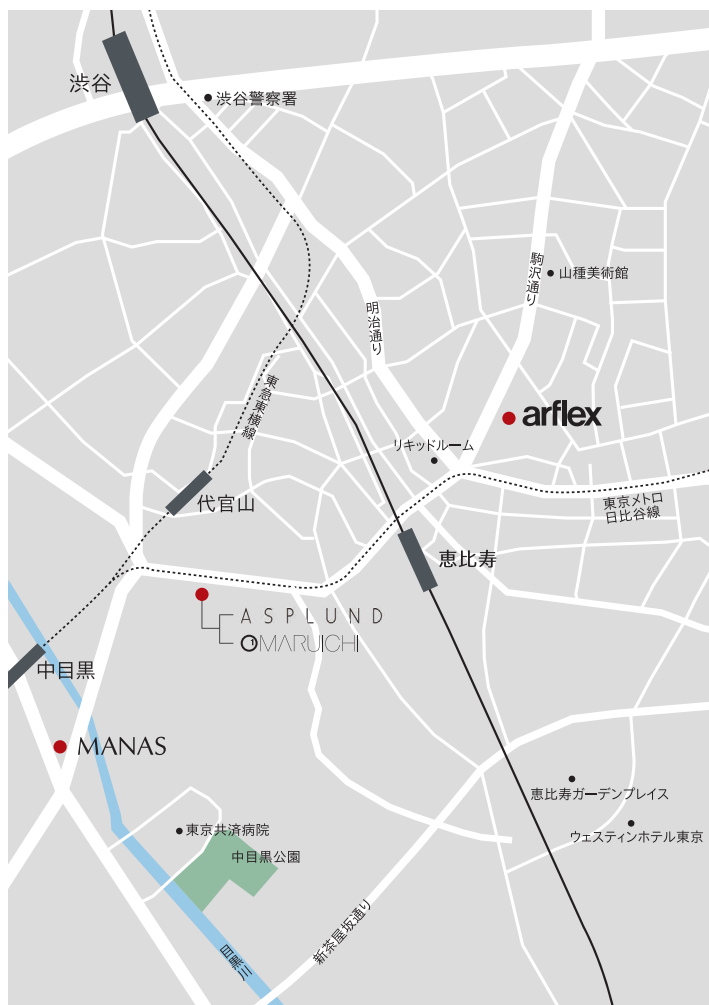 渋谷
渋谷警察署
山種美術館
駒沢通り
明治通り
東急東横線
arflex
リキッドルーム
代官山
東京メトロ
日比谷線
恵比寿
ASPLUND
MARUICHI
中目黒
MANAS
恵比寿ガーデンプレイス
ウェスティンホテル東京
東京共済病院
中目黒公園
新茶屋坂通り
目黒川